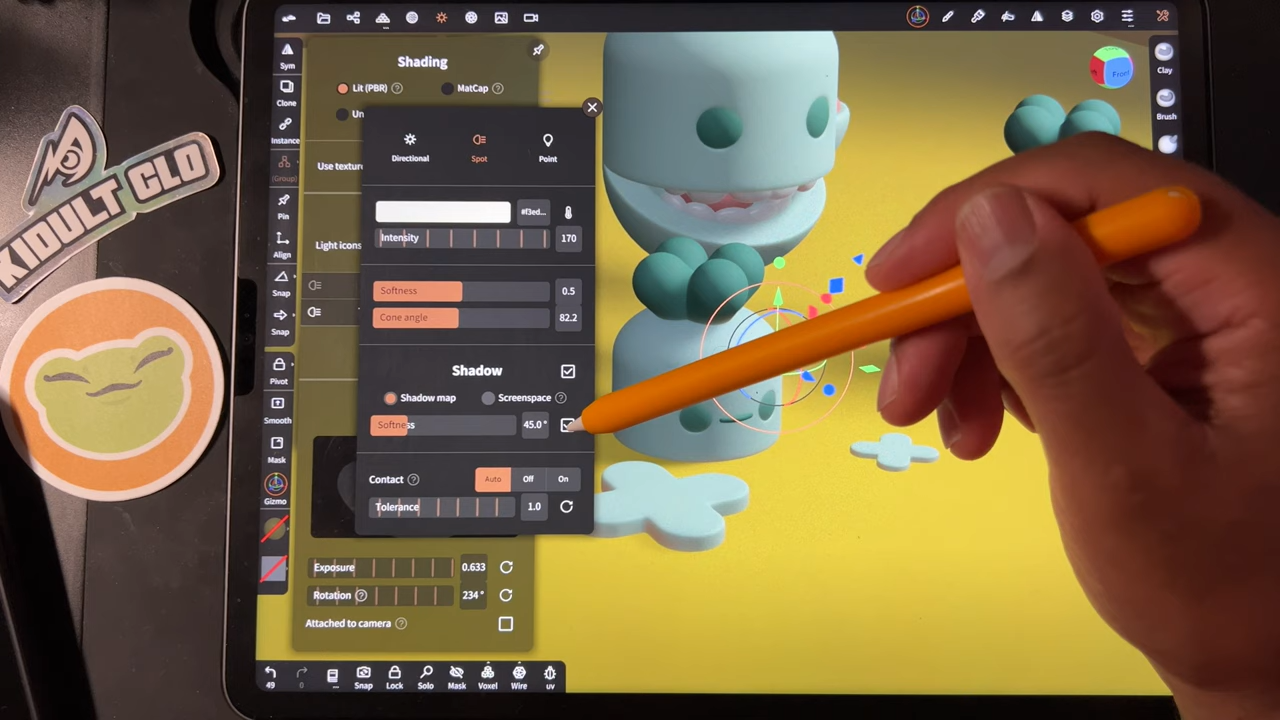 Shading
Lit (PBR)
MatCap
Un
Use textur
Light icons
Directional
Spot
Point
#f3ed...
Intensity
170
Softness
0.5
Cone angle
82.2
Shadow
Shadow map
Screenspace
Softness
45.0 °
Contact
Auto
Off
On
Tolerance
1.0
Exposure
0.633
Rotation
234 °
Attached to camera
Sym
Clone
Instance
(Group)
Pin
Align
Snap
Snap
Pivot
Smooth
Mask
Gizmo
49
0
...
Snap
Lock
Solo
Mask
Voxel
Wire
uv
Clay
Brush
Front
KIDULT CLO